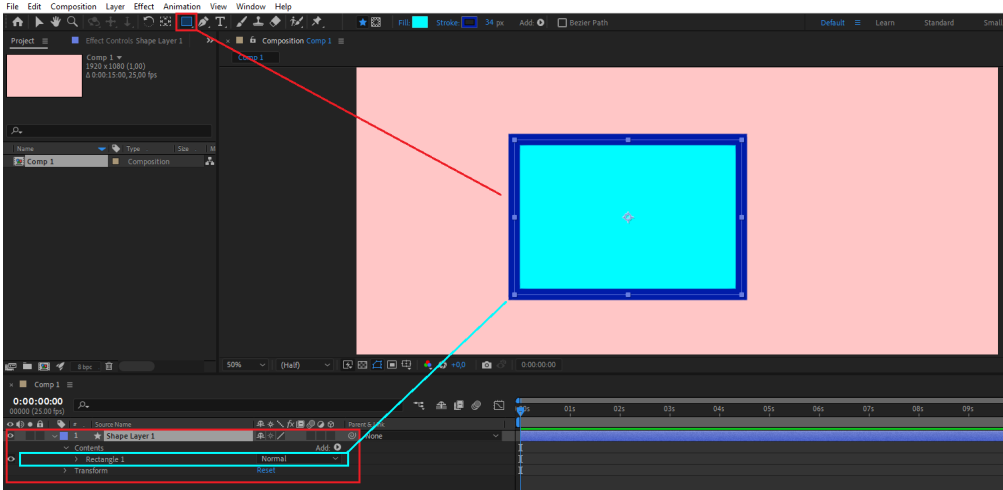 File Edit Composition Layer Effect Animation View Window Help
Fill: Stroke: 34 px Add: Bezier Path Default Learn Standard Small
Project Effect Controls Shape Layer 1 Composition Comp 1
Comp 1
Comp 1
1920 x 1080 (1,00)
Δ 0:00:15:00, 25,00 fps
Name Type Size M
Comp 1 Composition
8 bpc
50% (Half) +0,0 0:00:00:00
Comp 1
0:00:00:00
00000 (25.00 fps)
01s 02s 03s 04s 05s 06s 07s 08s 09s
# Source Name fx Parent & Link
1 Shape Layer 1 None
Contents Add:
Rectangle 1 Normal
Transform Reset